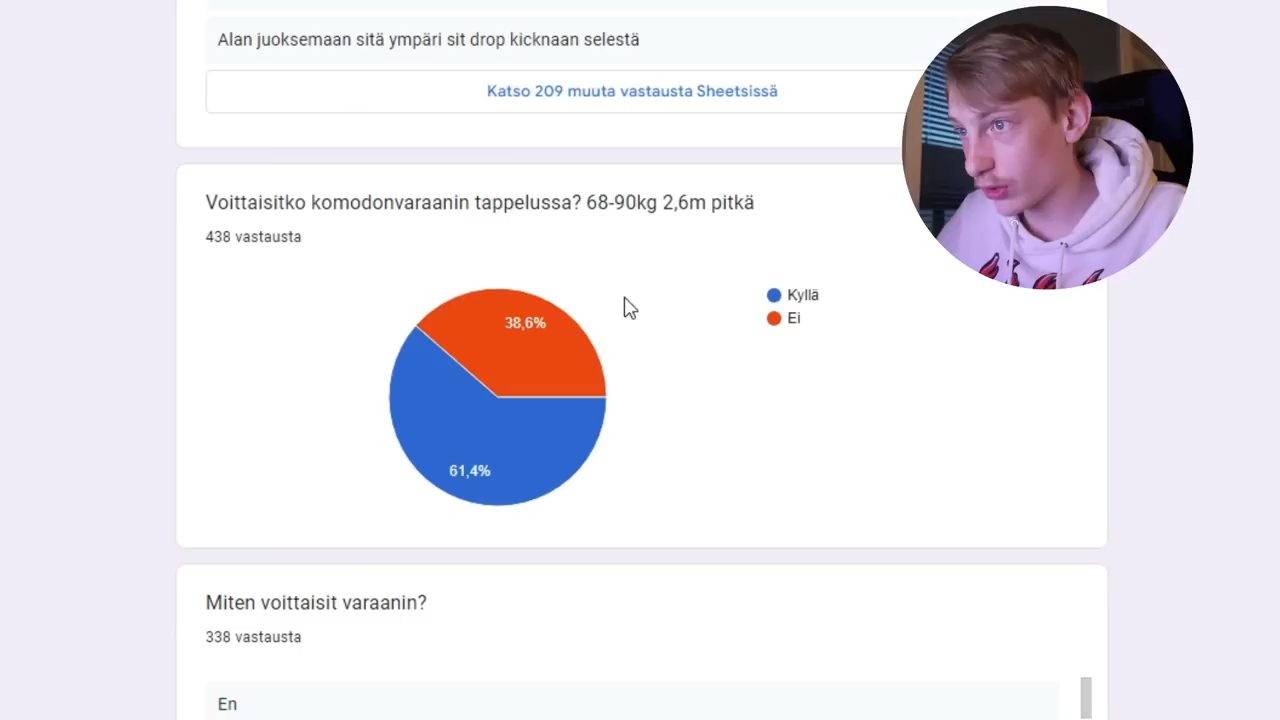 Alan juoksemaan sitä ympäri sit drop kicknaan selestä
Katso 209 muuta vastausta Sheetsissä
Voittaisitko komodonvaraanin tappelussa? 68-90kg 2,6m pitkä
438 vastausta
38,6%
61,4%
Kyllä
Ei
Miten voittaisit varaanin?
338 vastausta
En